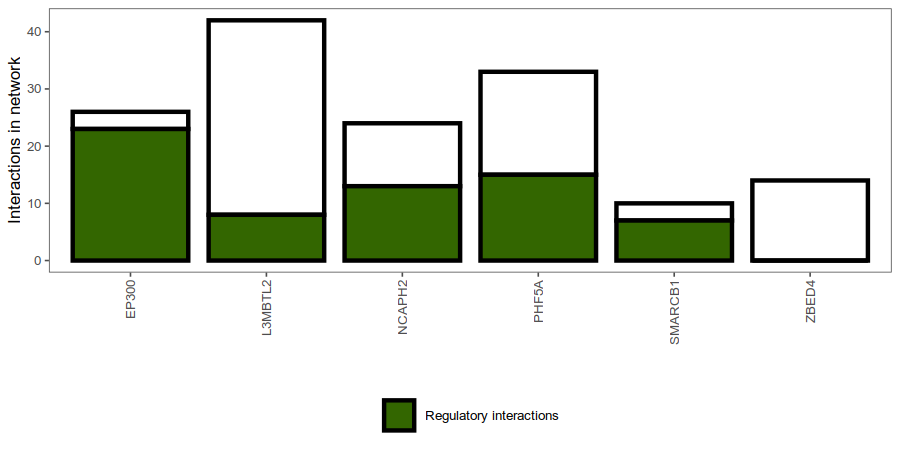 Interactions in network
40
30
20
10
0
EP300
L3MBTL2
NCAPH2
PHF5A
SMARCB1
ZBED4
Regulatory interactions